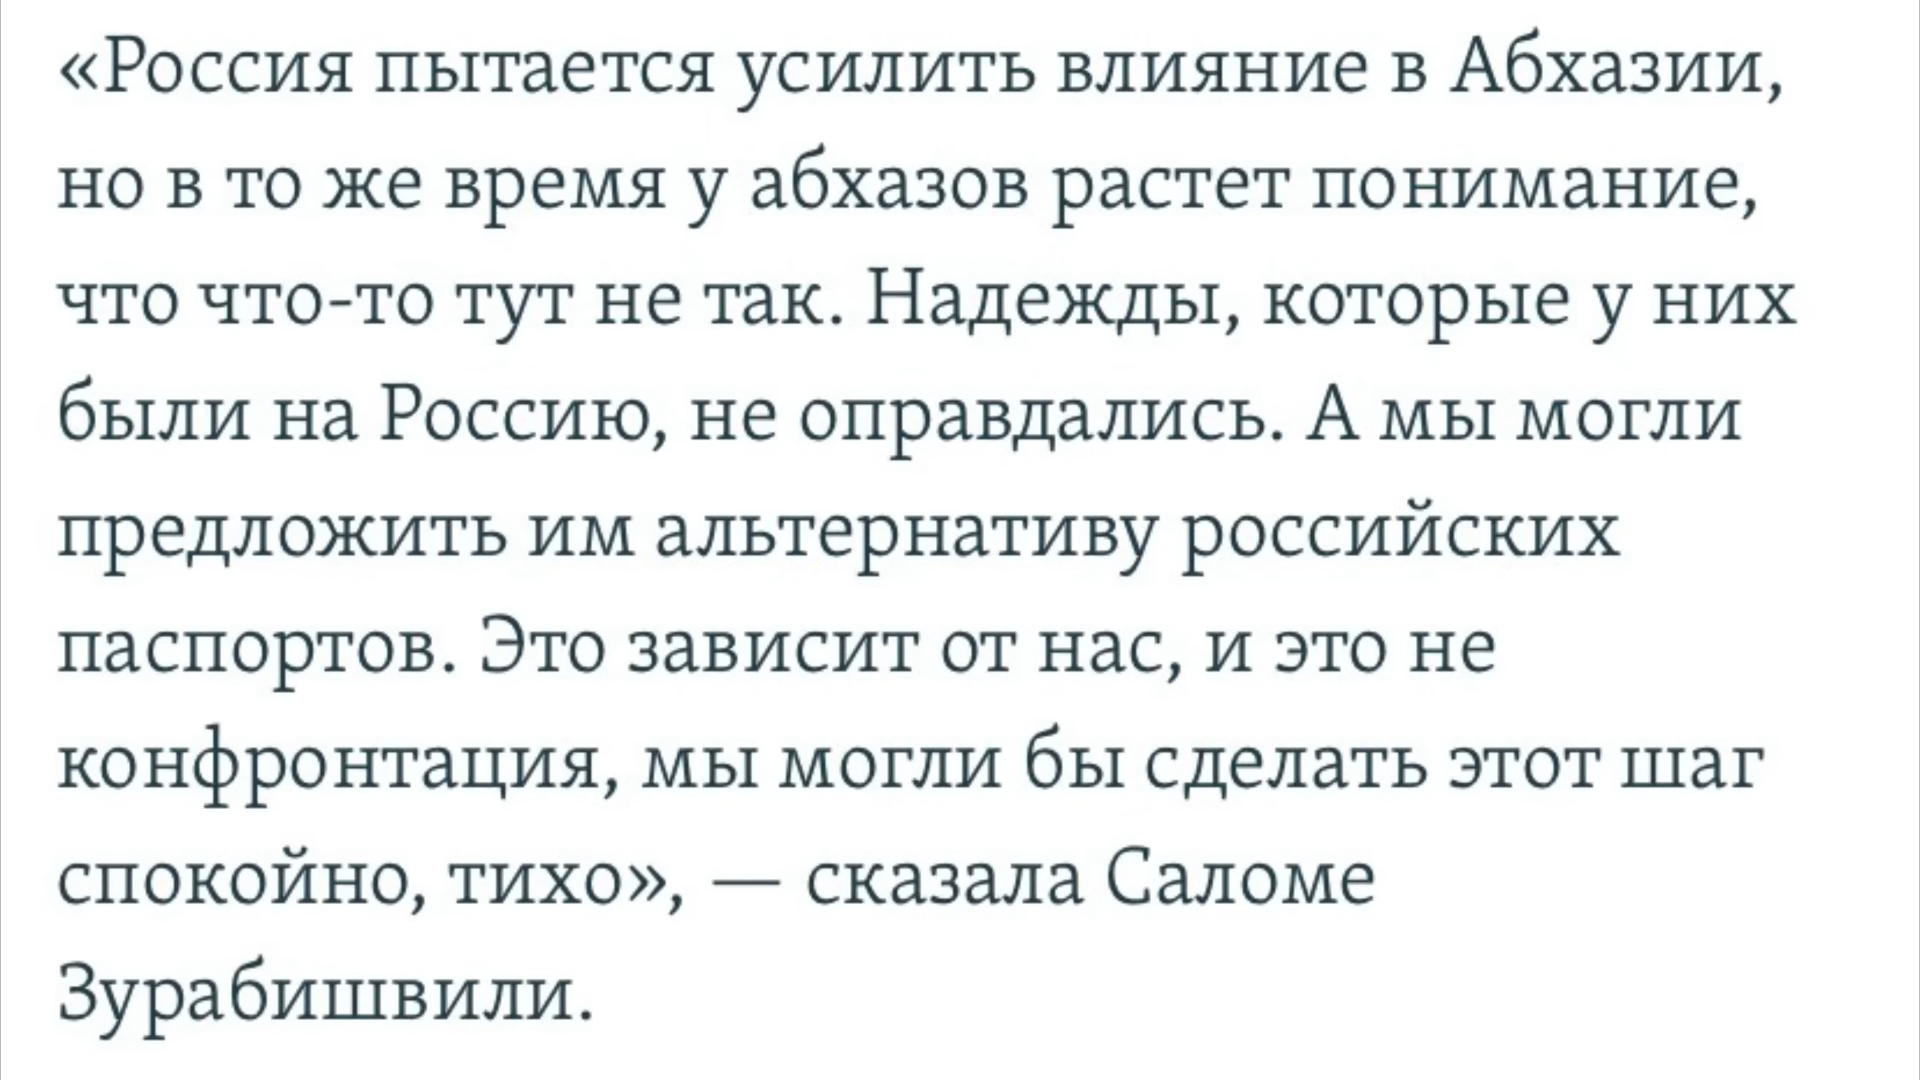 «Россия пытается усилить влияние в Абхазии,
но в то же время у абхазов растет понимание,
что что-то тут не так. Надежды, которые у них
были на Россию, не оправдались. А мы могли
предложить им альтернативу российских
паспортов. Это зависит от нас, и это не
конфронтация, мы могли бы сделать этот шаг
спокойно, тихо», — сказала Саломе
Зурабишвили.